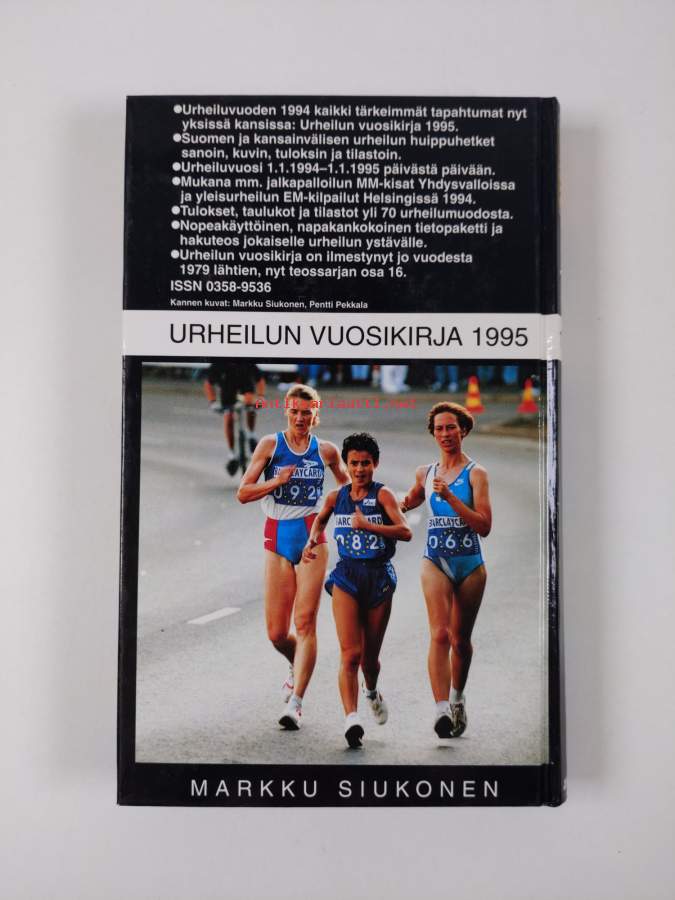 ●Urheiluvuoden 1994 kaikki tärkeimmät tapahtumat nyt
yksissä kansissa: Urheilun vuosikirja 1995.
●Suomen ja kansainvälisen urheilun huippuhetket
sanoin, kuvin, tuloksin ja tilastoin.
●Urheiluvuosi 1.1.1994–1.1.1995 päivästä päivään.
●Mukana mm. jalkapalloilun MM-kisat Yhdysvalloissa
ja yleisurheilun EM-kilpailut Helsingissä 1994.
●Tulokset, taulukot ja tilastot yli 70 urheilumuodosta.
●Nopeakäyttöinen, napakankokoinen tietopaketti ja
hakuteos jokaiselle urheilun ystävälle.
●Urheilun vuosikirja on ilmestynyt jo vuodesta
1979 lähtien, nyt teossarjan osa 16.
ISSN 0358-9536
Kannen kuvat: Markku Siukonen, Pentti Pekkala
URHEILUN VUOSIKIRJA 1995
Antikvariaatti.net
BARCLAYCARD
092
BARCLAYCARD
082
BARCLAYCARD
066
MARKKU SIUKONEN